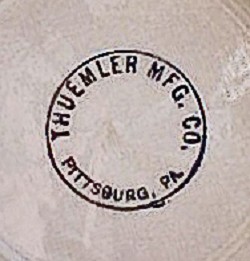 THUEMLER MFG. CO.
PITTSBURG, PA.